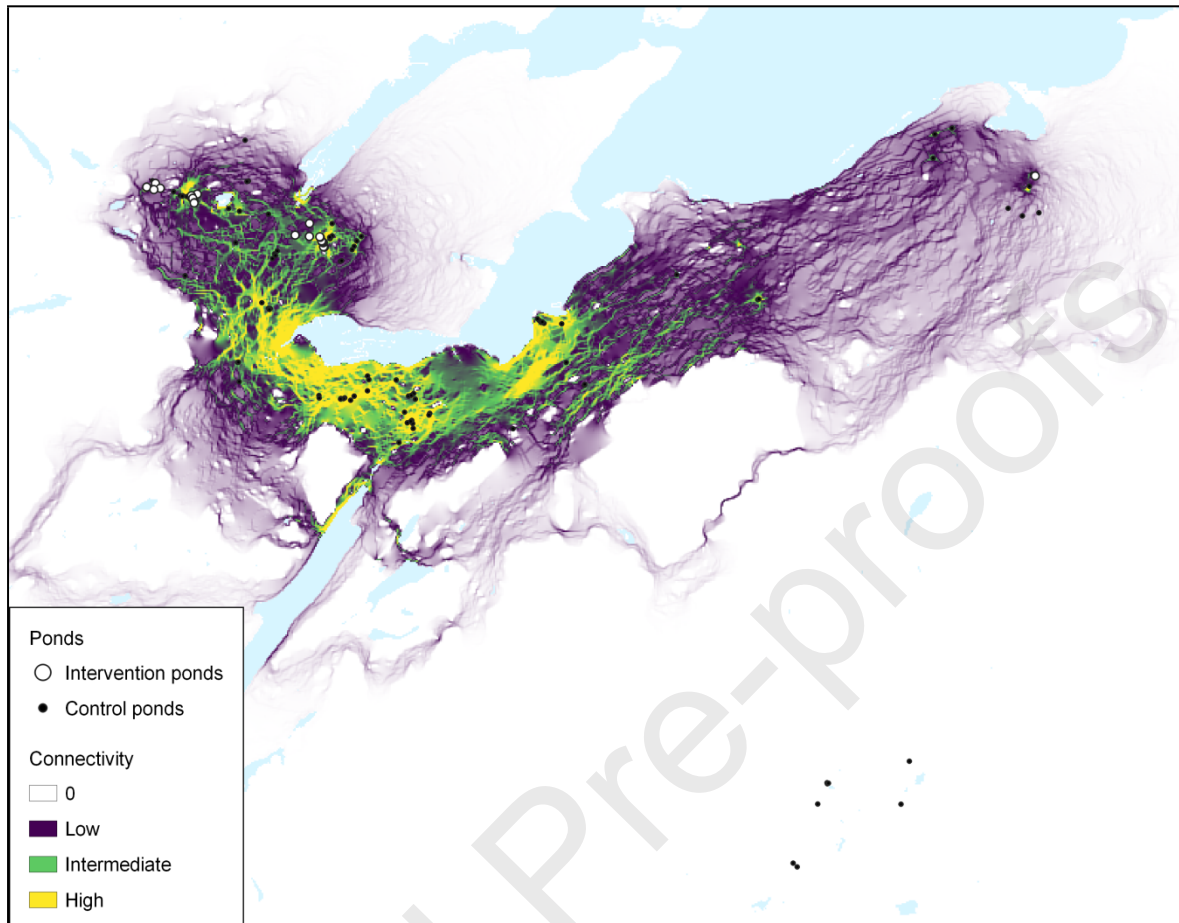 Ponds
Intervention ponds
Control ponds
Connectivity
0
Low
Intermediate
High
Pre-proofs